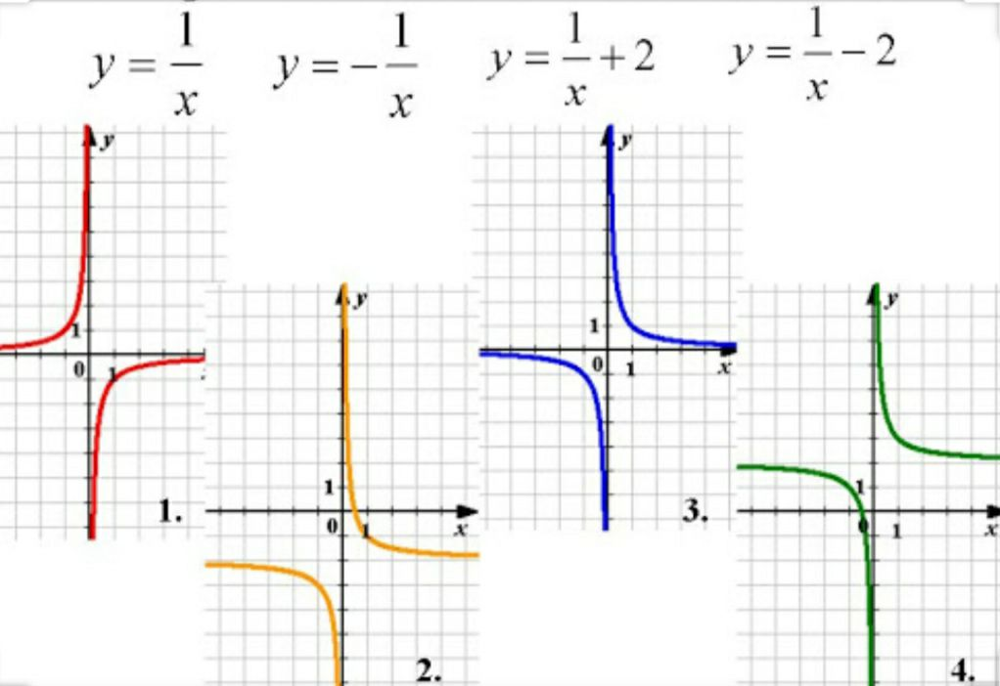 y = 1/x
y = -1/x
y = 1/x + 2
y = 1/x - 2
y
1
0
1
1.
y
1
0
1
x
2.
y
1
0
1
x
3.
y
1
0
1
x
4.